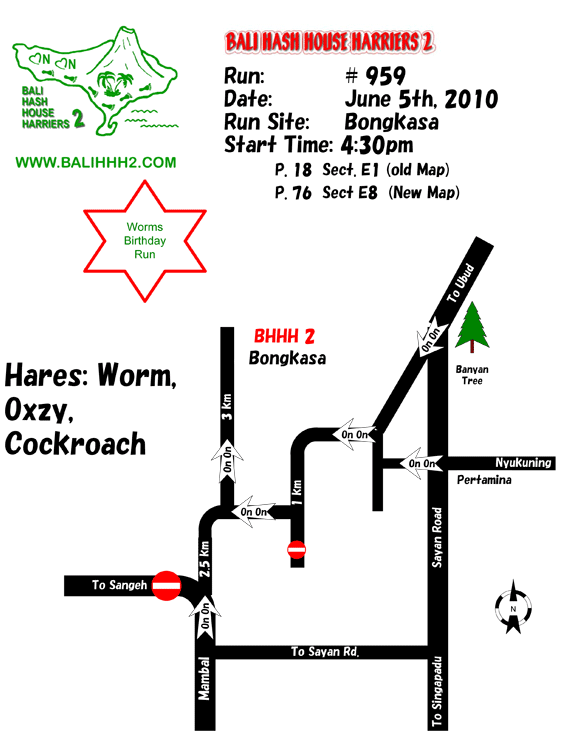 N N
BALI
HASH
HOUSE
HARRIERS 2
WWW.BALIHHH2.COM
BALI HASH HOUSE HARRIERS 2
Run: # 959
Date: June 5th, 2010
Run Site: Bongkasa
Start Time: 4:30pm
P. 18 Sect. E1 (old Map)
P. 76 Sect E8 (New Map)
Worms
Birthday
Run
To Ubud
On On
Banyan
Tree
BHHH 2
Bongkasa
Hares: Worm,
Oxzy,
Cockroach
3 km
On On
On On
On On
Nyukuning
Pertamina
1 km
On On
Sayan Road
2.5 km
To Sangeh
On On
N
To Sayan Rd.
Mambal
To Singapadu